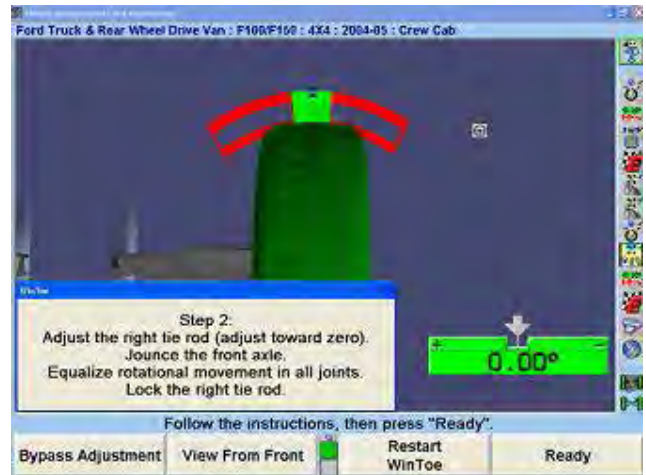 Ford Truck & Rear Wheel Drive Van : F100/F150 : 4X4 : 2004-05 : Crew Cab
WinToe
Step 2:
Adjust the right tie rod (adjust toward zero).
Jounce the front axle.
Equalize rotational movement in all joints.
Lock the right tie rod.
+ −
0.00°
Follow the instructions, then press "Ready".
Bypass Adjustment
View From Front
Restart
WinToe
Ready